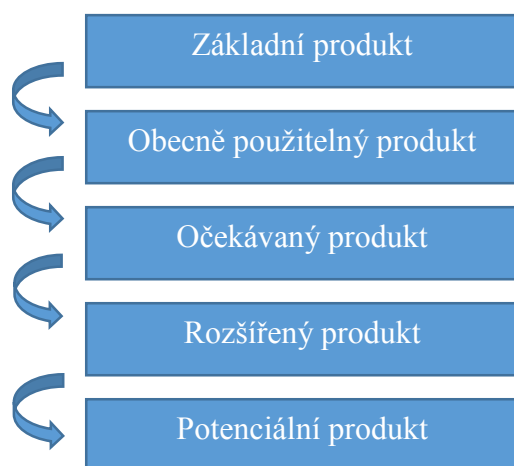 Základní produkt
Obecně použitelný produkt
Očekávaný produkt
Rozšířený produkt
Potenciální produkt